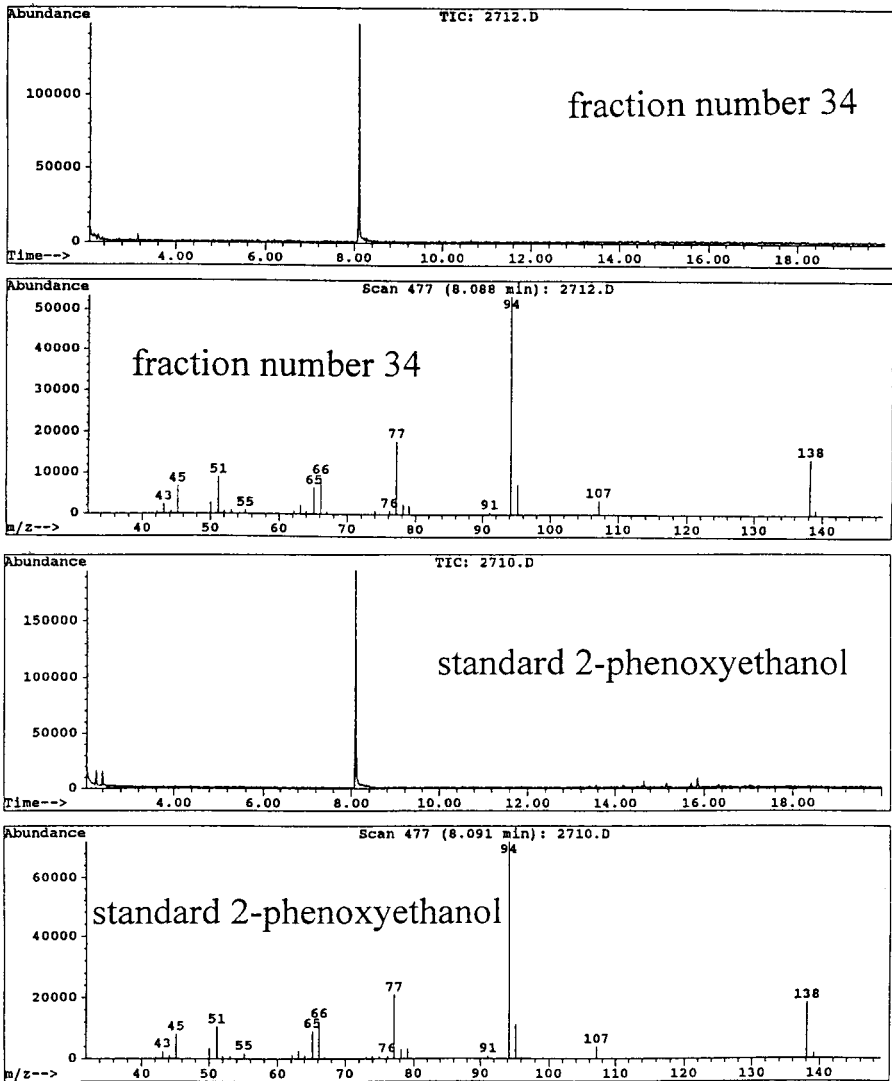 Abundance
TIC: 2712.D
fraction number 34
100000
50000
0
Time-->
4.00 6.00 8.00 10.00 12.00 14.00 16.00 18.00
Abundance
Scan 477 (8.088 min): 2712.D
fraction number 34
50000
40000
30000
20000
10000
0
94
77
138
51
66
45
65
43
55
76
91
107
m/z-->
40 50 60 70 80 90 100 110 120 130 140
Abundance
TIC: 2710.D
standard 2-phenoxyethanol
150000
100000
50000
0
Time-->
4.00 6.00 8.00 10.00 12.00 14.00 16.00 18.00
Abundance
Scan 477 (8.091 min): 2710.D
standard 2-phenoxyethanol
60000
40000
20000
0
94
77
138
51
66
45
65
43
55
76
91
107
m/z-->
40 50 60 70 80 90 100 110 120 130 140